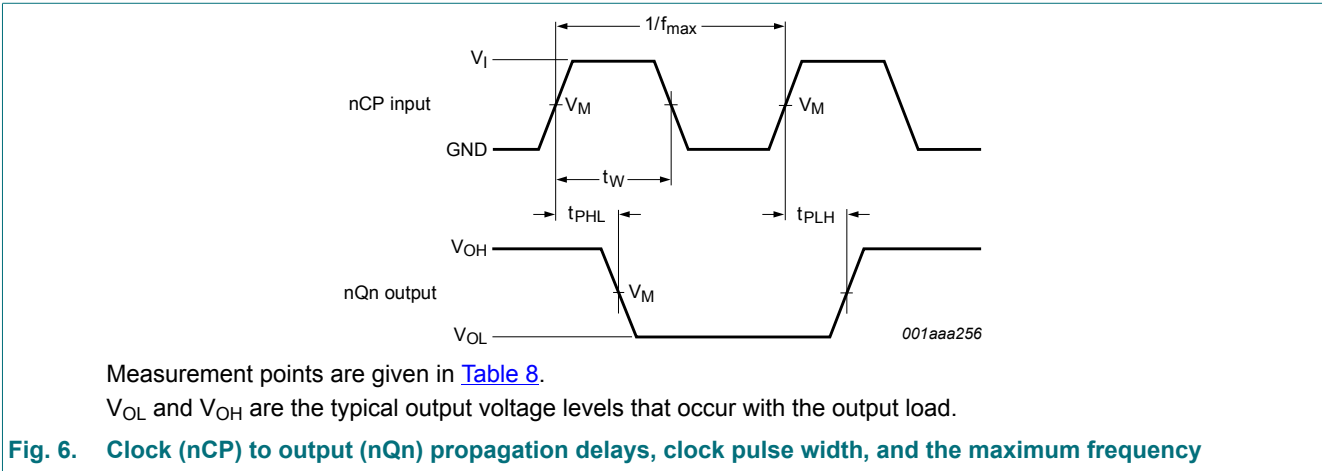 1/fmax
VI
nCP input
VM
VM
GND
tW
tPHL
tPLH
VOH
nQn output
VM
VOL
001aaa256
Measurement points are given in Table 8.
VOL and VOH are the typical output voltage levels that occur with the output load.
Fig. 6. Clock (nCP) to output (nQn) propagation delays, clock pulse width, and the maximum frequency